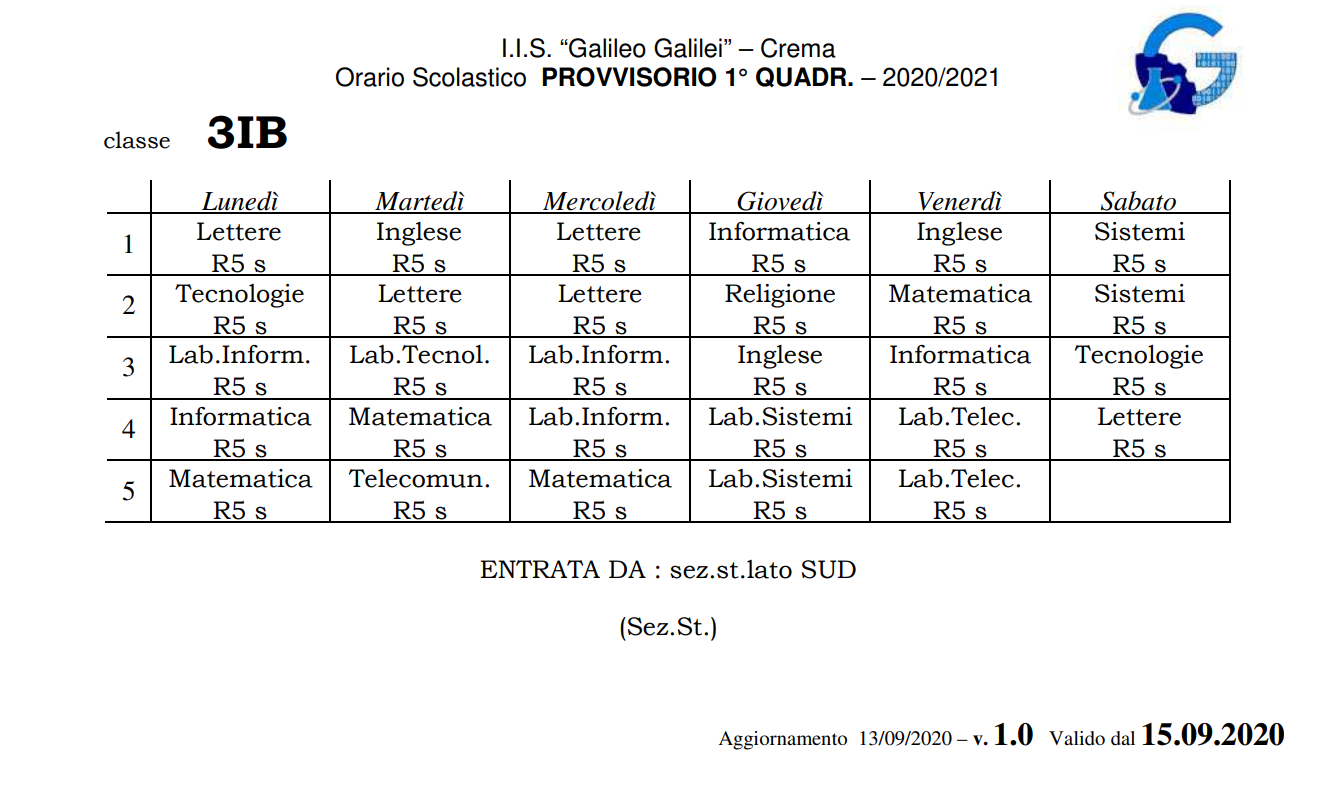 I.I.S. “Galileo Galilei” – Crema
Orario Scolastico PROVVISORIO 1° QUADR. – 2020/2021
classe 3IB
Lunedì Martedì Mercoledì Giovedì Venerdì Sabato
1 Lettere Inglese Lettere Informatica Inglese Sistemi
R5 s R5 s R5 s R5 s R5 s R5 s
2 Tecnologie Lettere Lettere Religione Matematica Sistemi
R5 s R5 s R5 s R5 s R5 s R5 s
3 Lab.Inform. Lab.Tecnol. Lab.Inform. Inglese Informatica Tecnologie
R5 s R5 s R5 s R5 s R5 s R5 s
4 Informatica Matematica Lab.Inform. Lab.Sistemi Lab.Telec. Lettere
R5 s R5 s R5 s R5 s R5 s R5 s
5 Matematica Telecomun. Matematica Lab.Sistemi Lab.Telec.
R5 s R5 s R5 s R5 s R5 s
ENTRATA DA : sez.st.lato SUD
(Sez.St.)
Aggiornamento 13/09/2020 – v. 1.0 Valido dal 15.09.2020